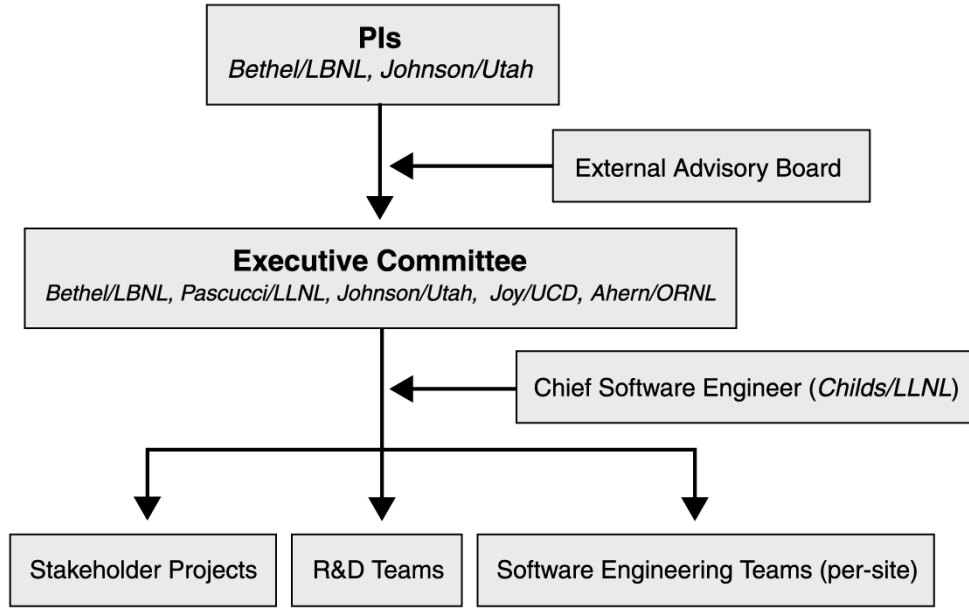 PIs
Bethel/LBNL, Johnson/Utah
External Advisory Board
Executive Committee
Bethel/LBNL, Pascucci/LLNL, Johnson/Utah, Joy/UCD, Ahern/ORNL
Chief Software Engineer (Childs/LLNL)
Stakeholder Projects
R&D Teams
Software Engineering Teams (per-site)